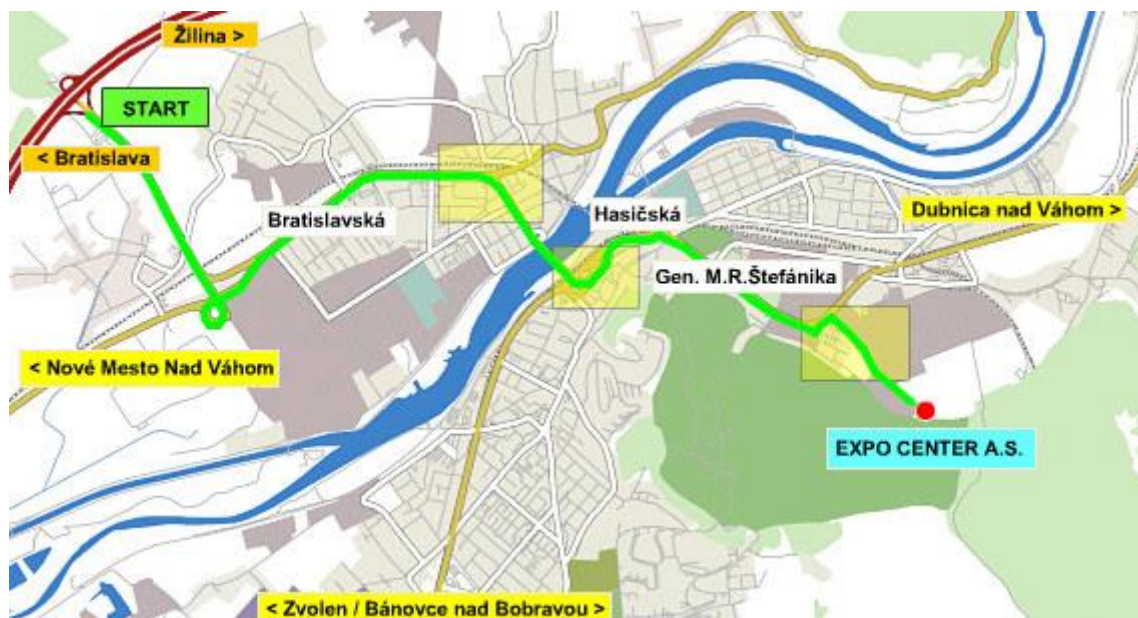 Žilina >
START
< Bratislava
Bratislavská
Hasičská
Dubnica nad Váhom >
Gen. M.R.Štefánika
< Nové Mesto Nad Váhom
EXPO CENTER A.S.
< Zvolen / Bánovce nad Bobravou >